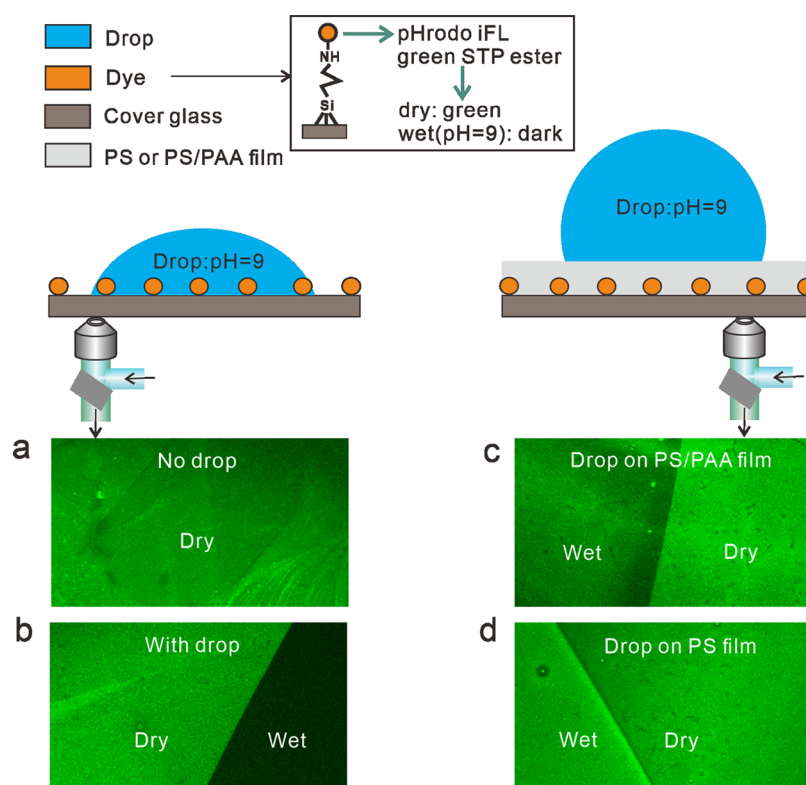 Drop
Dye
Cover glass
PS or PS/PAA film
NH
Si
pHrodo iFL
green STP ester
dry: green
wet(pH=9): dark
Drop:pH=9
Drop:pH=9
a
No drop
Dry
b
With drop
Dry
Wet
c
Drop on PS/PAA film
Wet
Dry
d
Drop on PS film
Wet
Dry